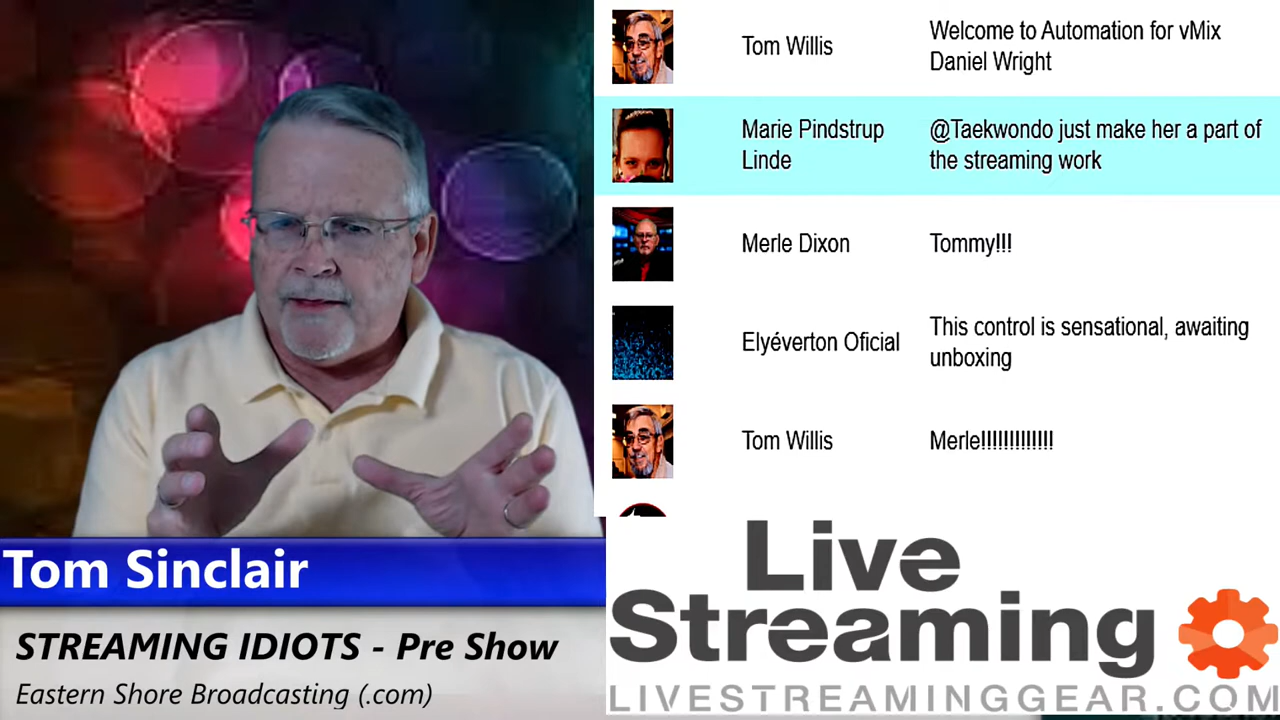 Tom Willis
Welcome to Automation for vMix
Daniel Wright
Marie Pindstrup
Linde
@Taekwondo just make her a part of
the streaming work
Merle Dixon
Tommy!!!
Elyéverton Oficial
This control is sensational, awaiting
unboxing
Tom Willis
Merle!!!!!!!!!!!!!
Tom Sinclair
STREAMING IDIOTS - Pre Show
Eastern Shore Broadcasting (.com)
Live
Streaming
LIVESTREAMINGGEAR.COM